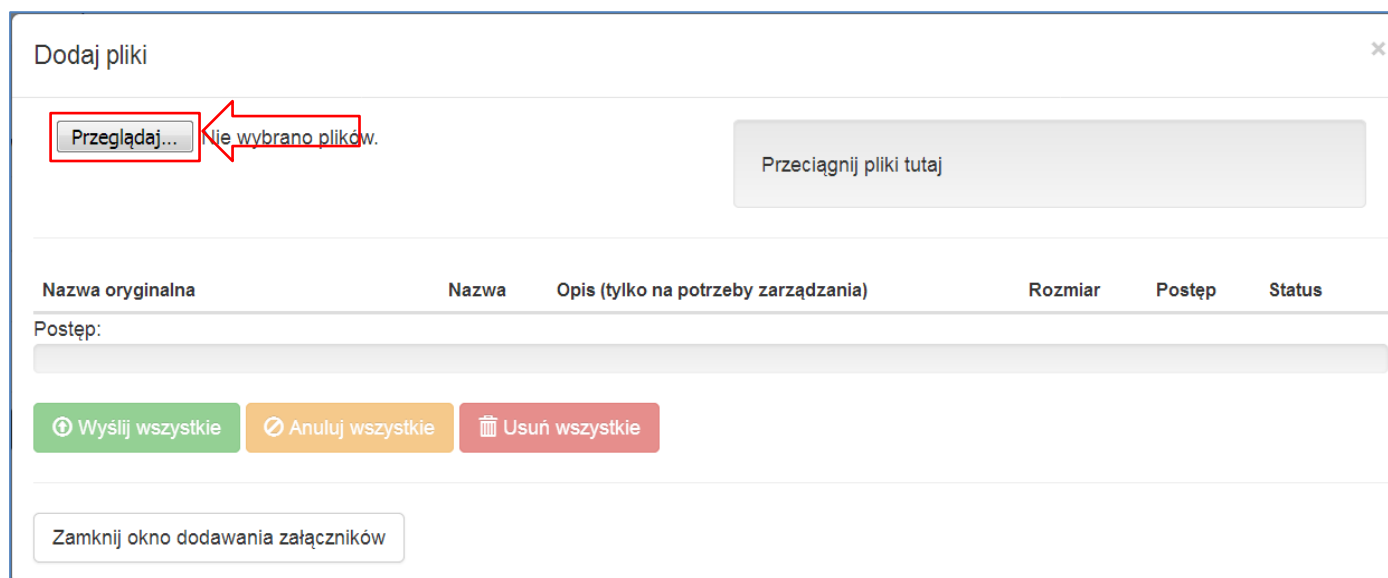 Dodaj pliki
×
Przeglądaj... Nie wybrano plików.
Przeciągnij pliki tutaj
Nazwa oryginalna Nazwa Opis (tylko na potrzeby zarządzania) Rozmiar Postęp Status
Postęp:
Wyślij wszystkie Anuluj wszystkie Usuń wszystkie
Zamknij okno dodawania załączników